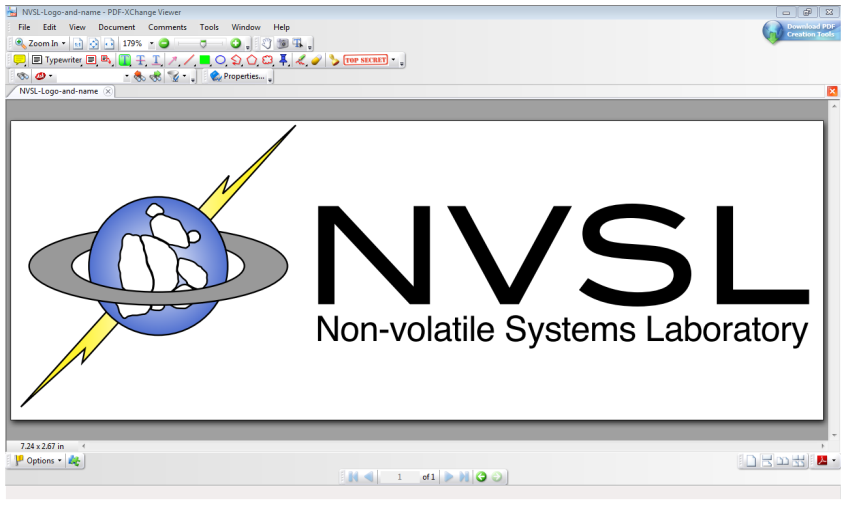 NVSL-Logo-and-name - PDF-XChange Viewer
File Edit View Document Comments Tools Window Help
Download PDF
Creation Tools
Zoom In 179%
Typewriter TOP SECRET
Properties...
NVSL-Logo-and-name
NVSL
Non-volatile Systems Laboratory
7.24 x 2.67 in
Options
1 of 1